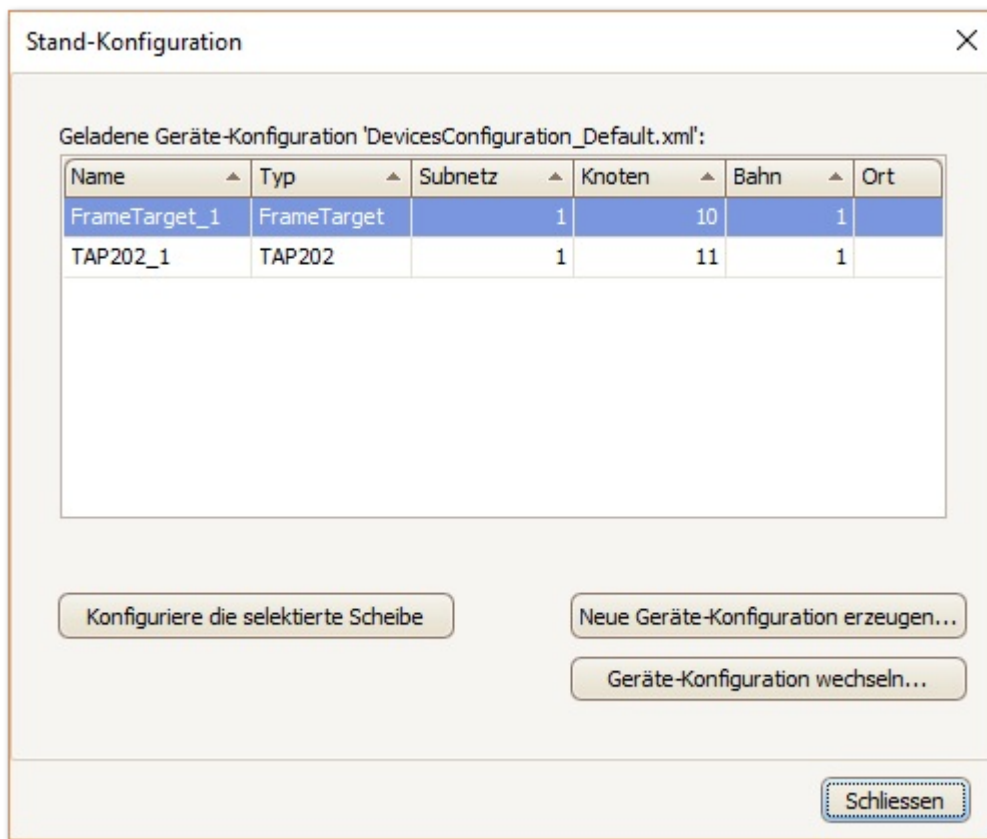 Stand-Konfiguration
Geladene Geräte-Konfiguration 'DevicesConfiguration_Default.xml':
Name Typ Subnetz Knoten Bahn Ort
FrameTarget_1 FrameTarget 1 10 1
TAP202_1 TAP202 1 11 1
Konfiguriere die selektierte Scheibe
Neue Geräte-Konfiguration erzeugen...
Geräte-Konfiguration wechseln...
Schliessen